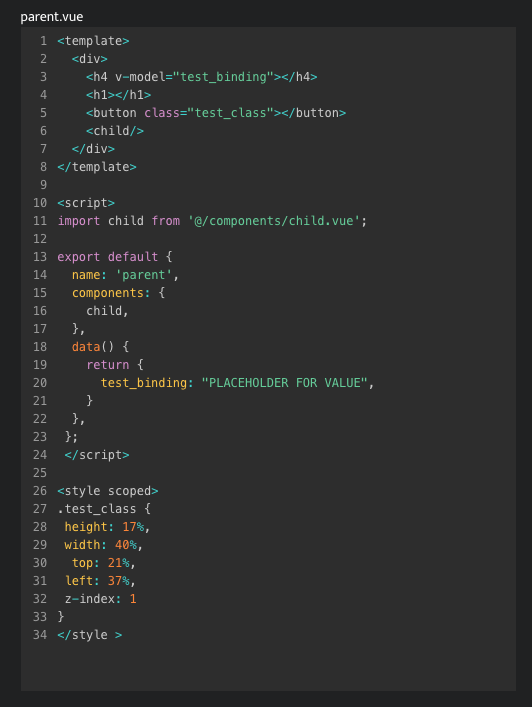 parent.vue
1 <template>
2   <div>
3     <h4 v-model="test_binding"></h4>
4     <h1></h1>
5     <button class="test_class"></button>
6     <child/>
7   </div>
8 </template>
9
10 <script>
11 import child from '@/components/child.vue';
12
13 export default {
14   name: 'parent',
15   components: {
16     child,
17   },
18   data() {
19     return {
20       test_binding: "PLACEHOLDER FOR VALUE",
21     }
22   },
23  };
24  </script>
25
26 <style scoped>
27 .test_class {
28  height: 17%,
29  width: 40%,
30   top: 21%,
31  left: 37%,
32  z-index: 1
33 }
34 </style >